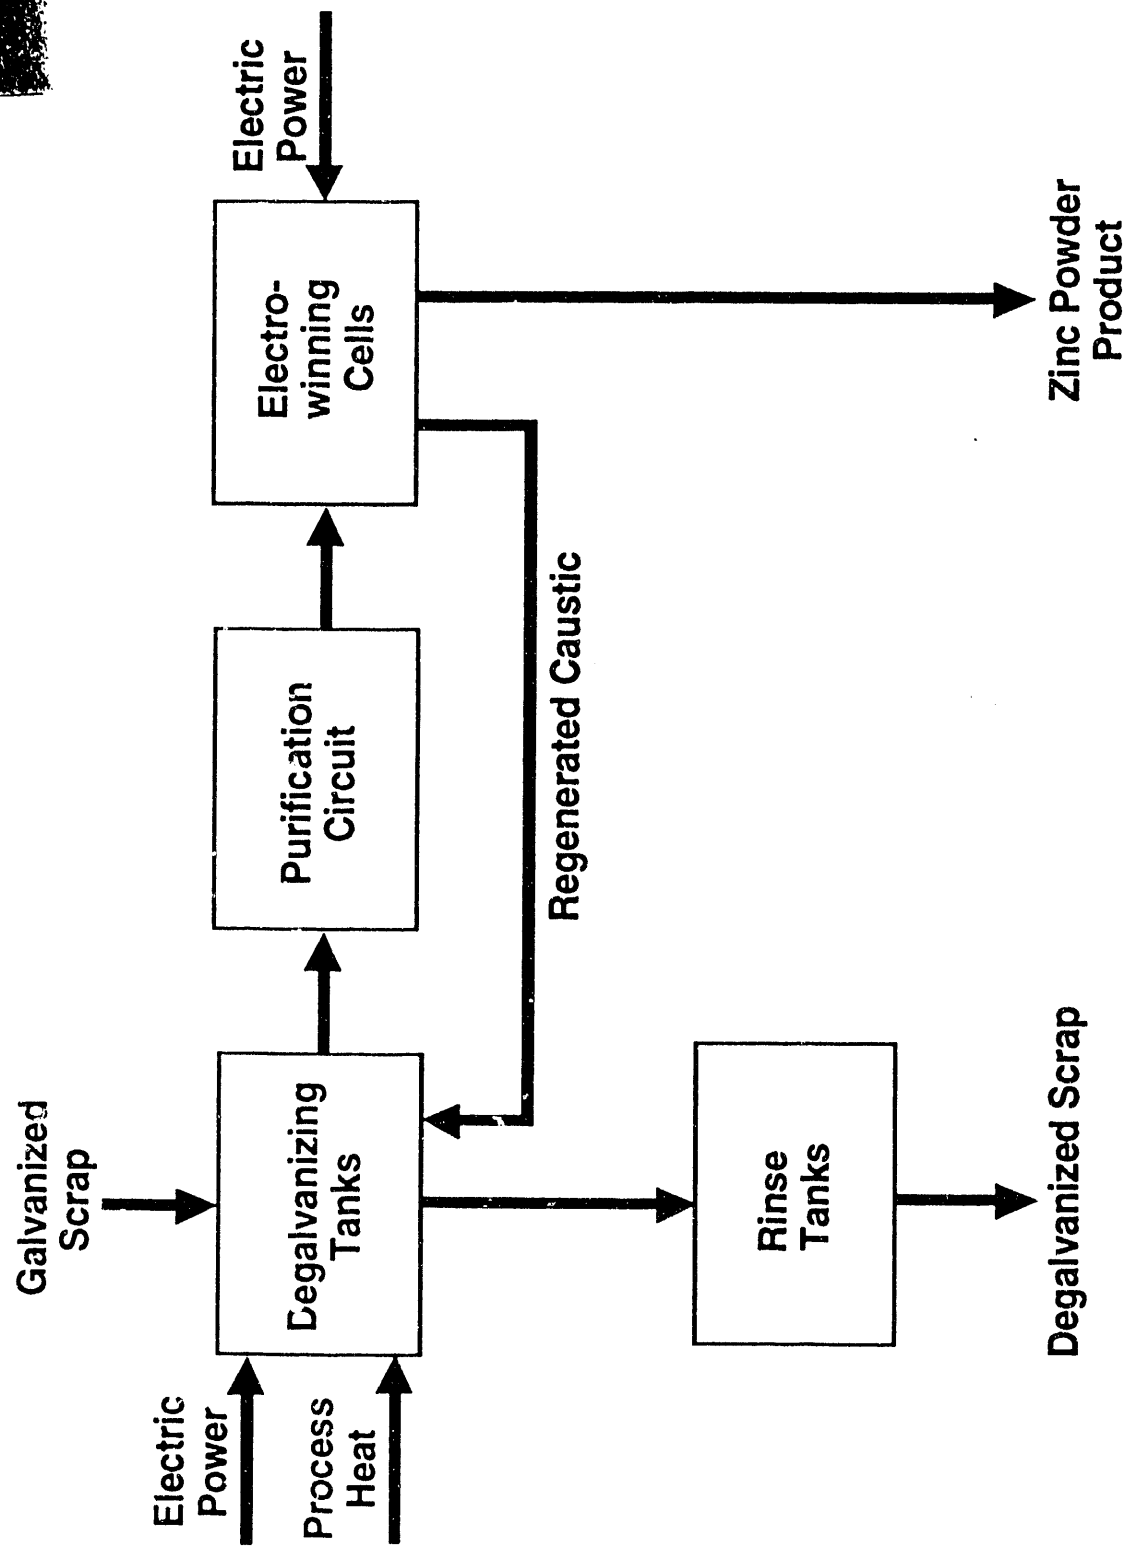 Galvanized
Scrap
Electric
Power
Process
Heat
Degalvanizing
Tanks
Purification
Circuit
Electro-
winning
Cells
Electric
Power
Regenerated Caustic
Rinse
Tanks
Degalvanized Scrap
Zinc Powder
Product